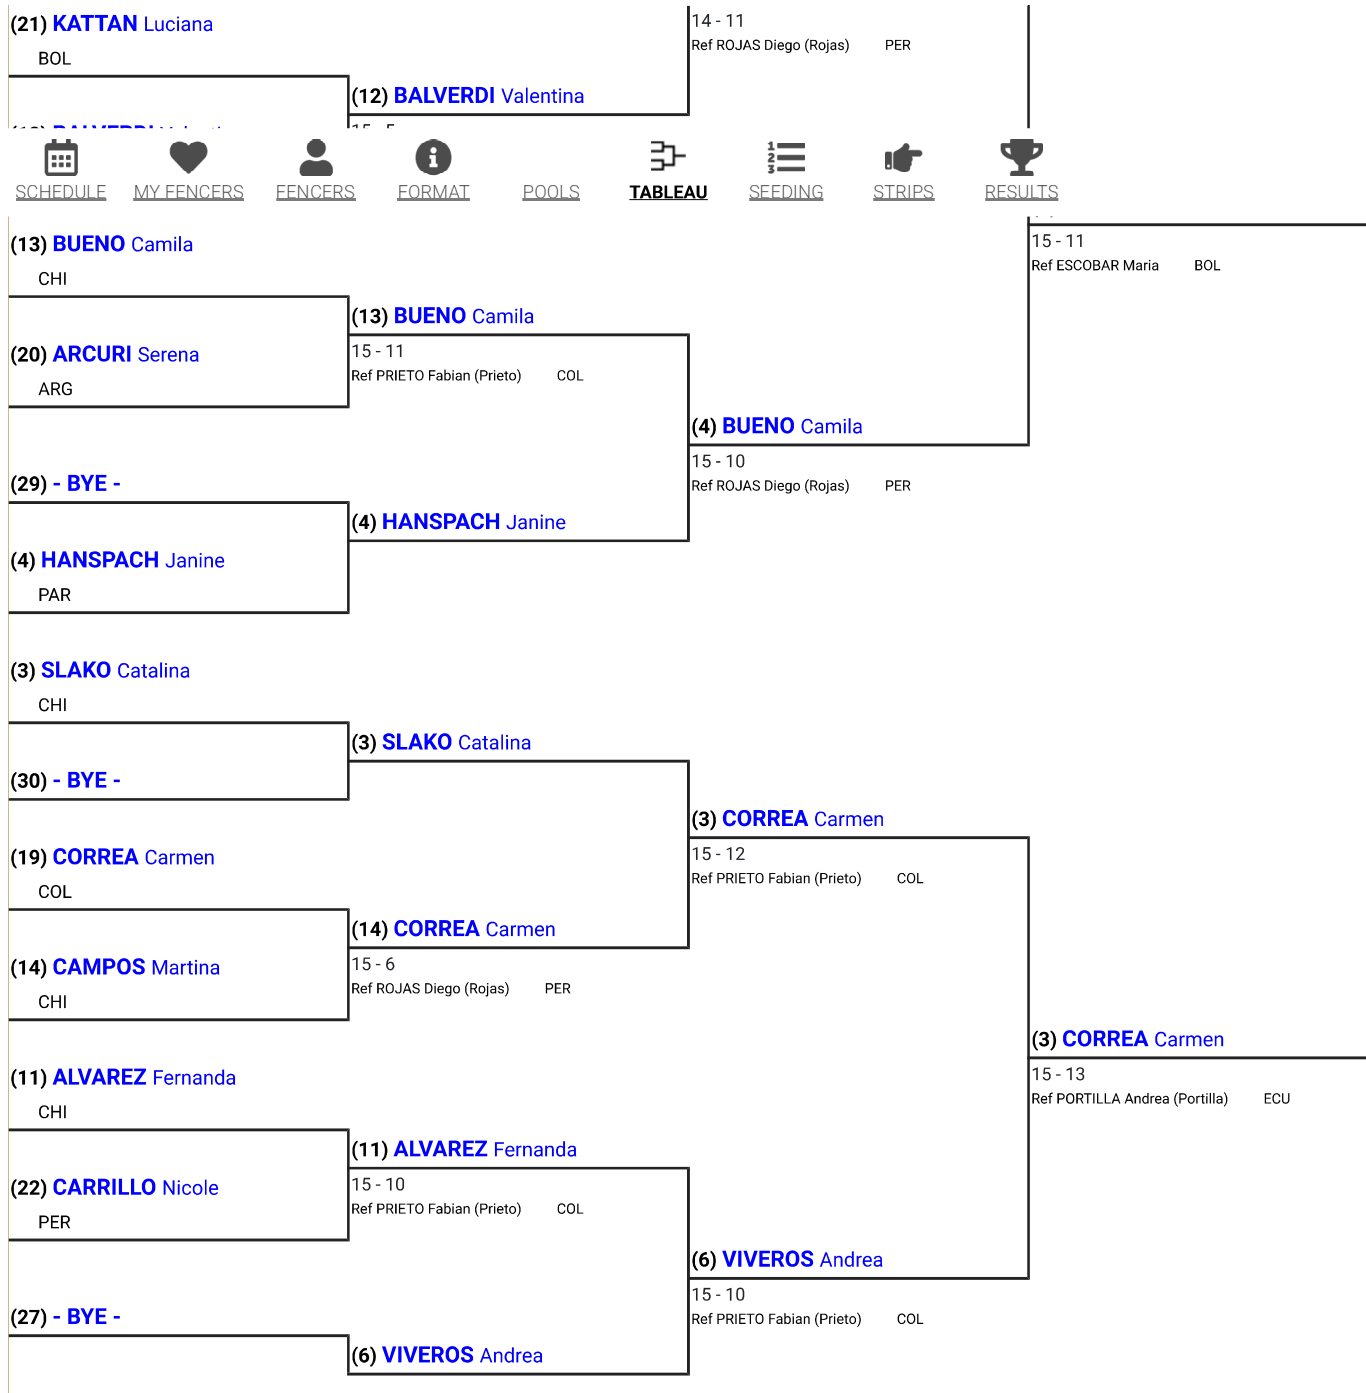 (21) KATTAN Luciana
BOL
14 - 11
Ref ROJAS Diego (Rojas) PER
(12) BALVERDI Valentina
SCHEDULE MY FENCERS FENCERS FORMAT POOLS TABLEAU SEEDING STRIPS RESULTS
(13) BUENO Camila
CHI
15 - 11
Ref ESCOBAR Maria BOL
(13) BUENO Camila
15 - 11
Ref PRIETO Fabian (Prieto) COL
(20) ARCURI Serena
ARG
(4) BUENO Camila
15 - 10
Ref ROJAS Diego (Rojas) PER
(29) - BYE -
(4) HANSPACH Janine
(4) HANSPACH Janine
PAR
(3) SLAKO Catalina
CHI
(3) SLAKO Catalina
(30) - BYE -
(3) CORREA Carmen
15 - 12
Ref PRIETO Fabian (Prieto) COL
(19) CORREA Carmen
COL
(14) CORREA Carmen
15 - 6
Ref ROJAS Diego (Rojas) PER
(14) CAMPOS Martina
CHI
(3) CORREA Carmen
15 - 13
Ref PORTILLA Andrea (Portilla) ECU
(11) ALVAREZ Fernanda
CHI
(11) ALVAREZ Fernanda
15 - 10
Ref PRIETO Fabian (Prieto) COL
(22) CARRILLO Nicole
PER
(6) VIVEROS Andrea
15 - 10
Ref PRIETO Fabian (Prieto) COL
(27) - BYE -
(6) VIVEROS Andrea